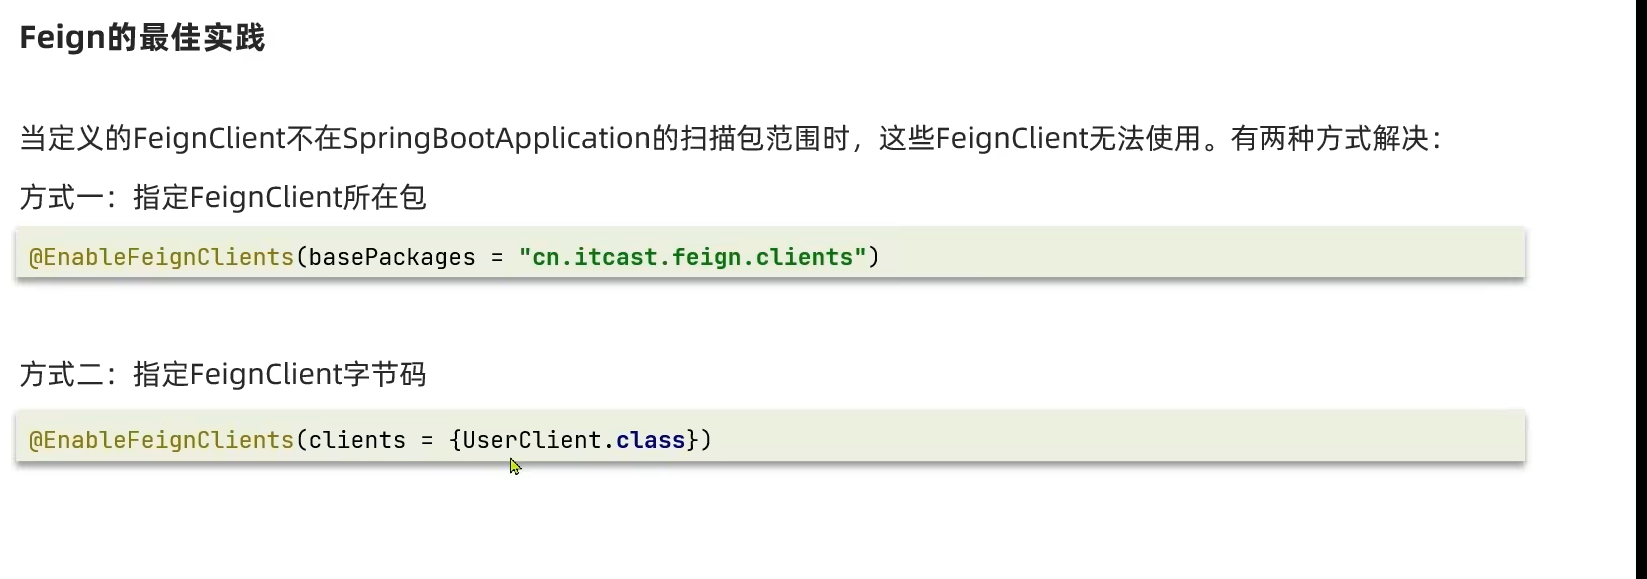 Feign的最佳实践
当定义的FeignClient不在SpringBootApplication的扫描包范围时，这些FeignClient无法使用。有两种方式解决：
方式一：指定FeignClient所在包
@EnableFeignClients(basePackages = "cn.itcast.feign.clients")
方式二：指定FeignClient字节码
@EnableFeignClients(clients = {UserClient.class})